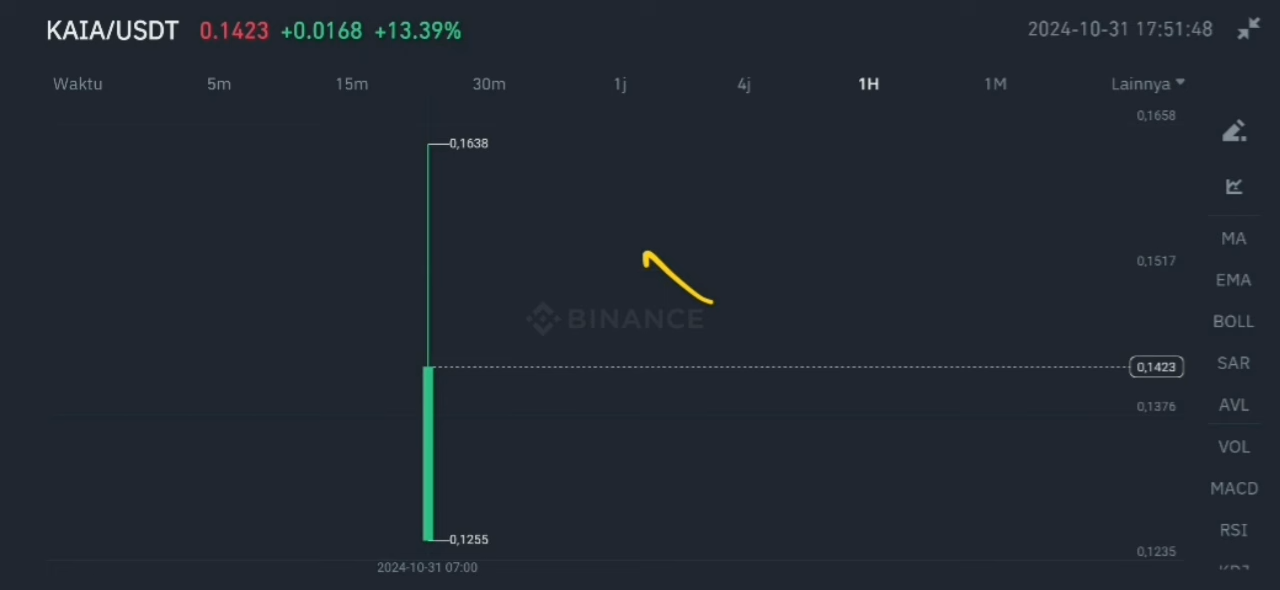 KAIA/USDT 0.1423 +0.0168 +13.39% 2024-10-31 17:51:48
Waktu 5m 15m 30m 1j 4j 1H 1M Lainnya
0,1658
0,1638
MA
0,1517
EMA
BINANCE
BOLL
SAR
0,1423
0,1376
AVL
VOL
MACD
RSI
0,1255
0,1235
2024-10-31 07:00